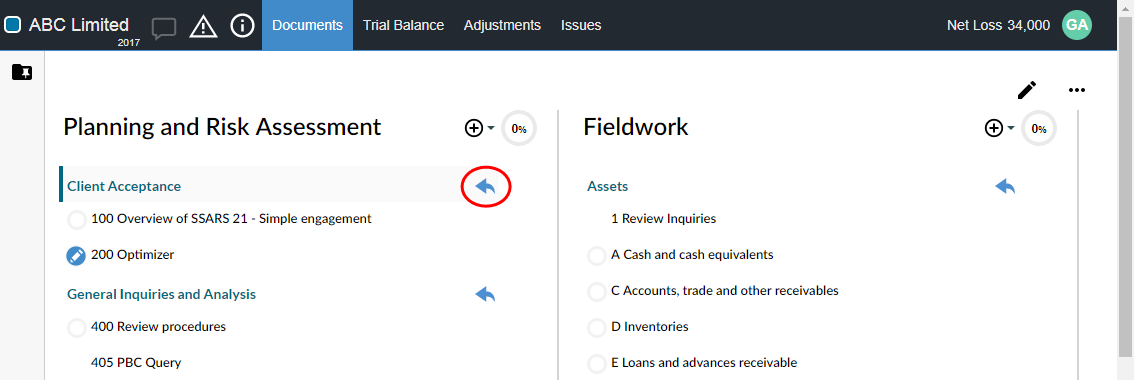 ABC Limited
2017
Documents
Trial Balance
Adjustments
Issues
Net Loss 34,000
GA
Planning and Risk Assessment
0%
Client Acceptance
100 Overview of SSARS 21 - Simple engagement
200 Optimizer
General Inquiries and Analysis
400 Review procedures
405 PBC Query
Fieldwork
0%
Assets
1 Review Inquiries
A Cash and cash equivalents
C Accounts, trade and other receivables
D Inventories
E Loans and advances receivable